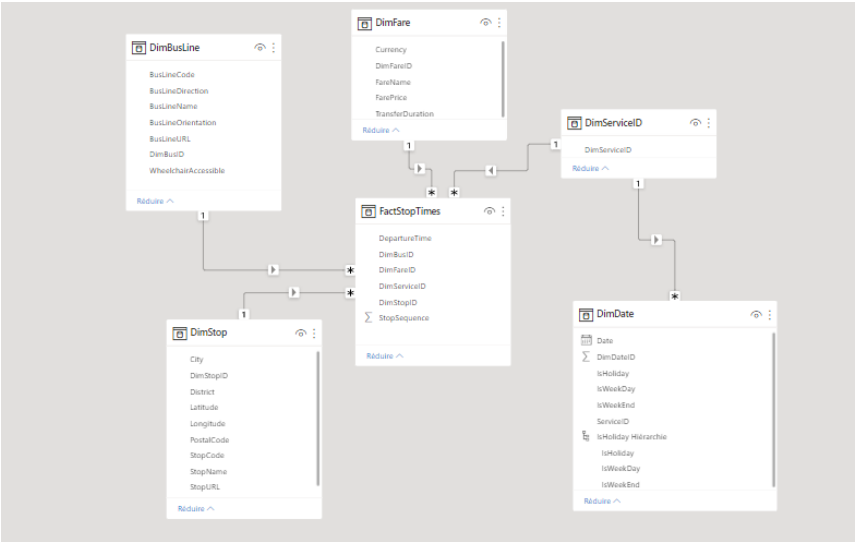 DimFare
Currency
DimFareID
FareName
FarePrice
TransferDuration
Réduire
DimBusLine
BusLineCode
BusLineDirection
BusLineName
BusLineOrientation
BusLineURL
DimBusID
WheelchairAccessible
Réduire
DimServiceID
DimServiceID
Réduire
1
1
1
1
*
*
FactStopTimes
DepartureTime
DimBusID
DimFareID
DimServiceID
DimStopID
∑ StopSequence
Réduire
*
*
1
*
DimStop
City
DimStopID
District
Latitude
Longitude
PostalCode
StopCode
StopName
StopURL
Réduire
DimDate
Date
∑ DimDateID
IsHoliday
IsWeekDay
IsWeekEnd
ServiceID
IsHoliday Hiérarchie
IsHoliday
IsWeekDay
IsWeekEnd
Réduire